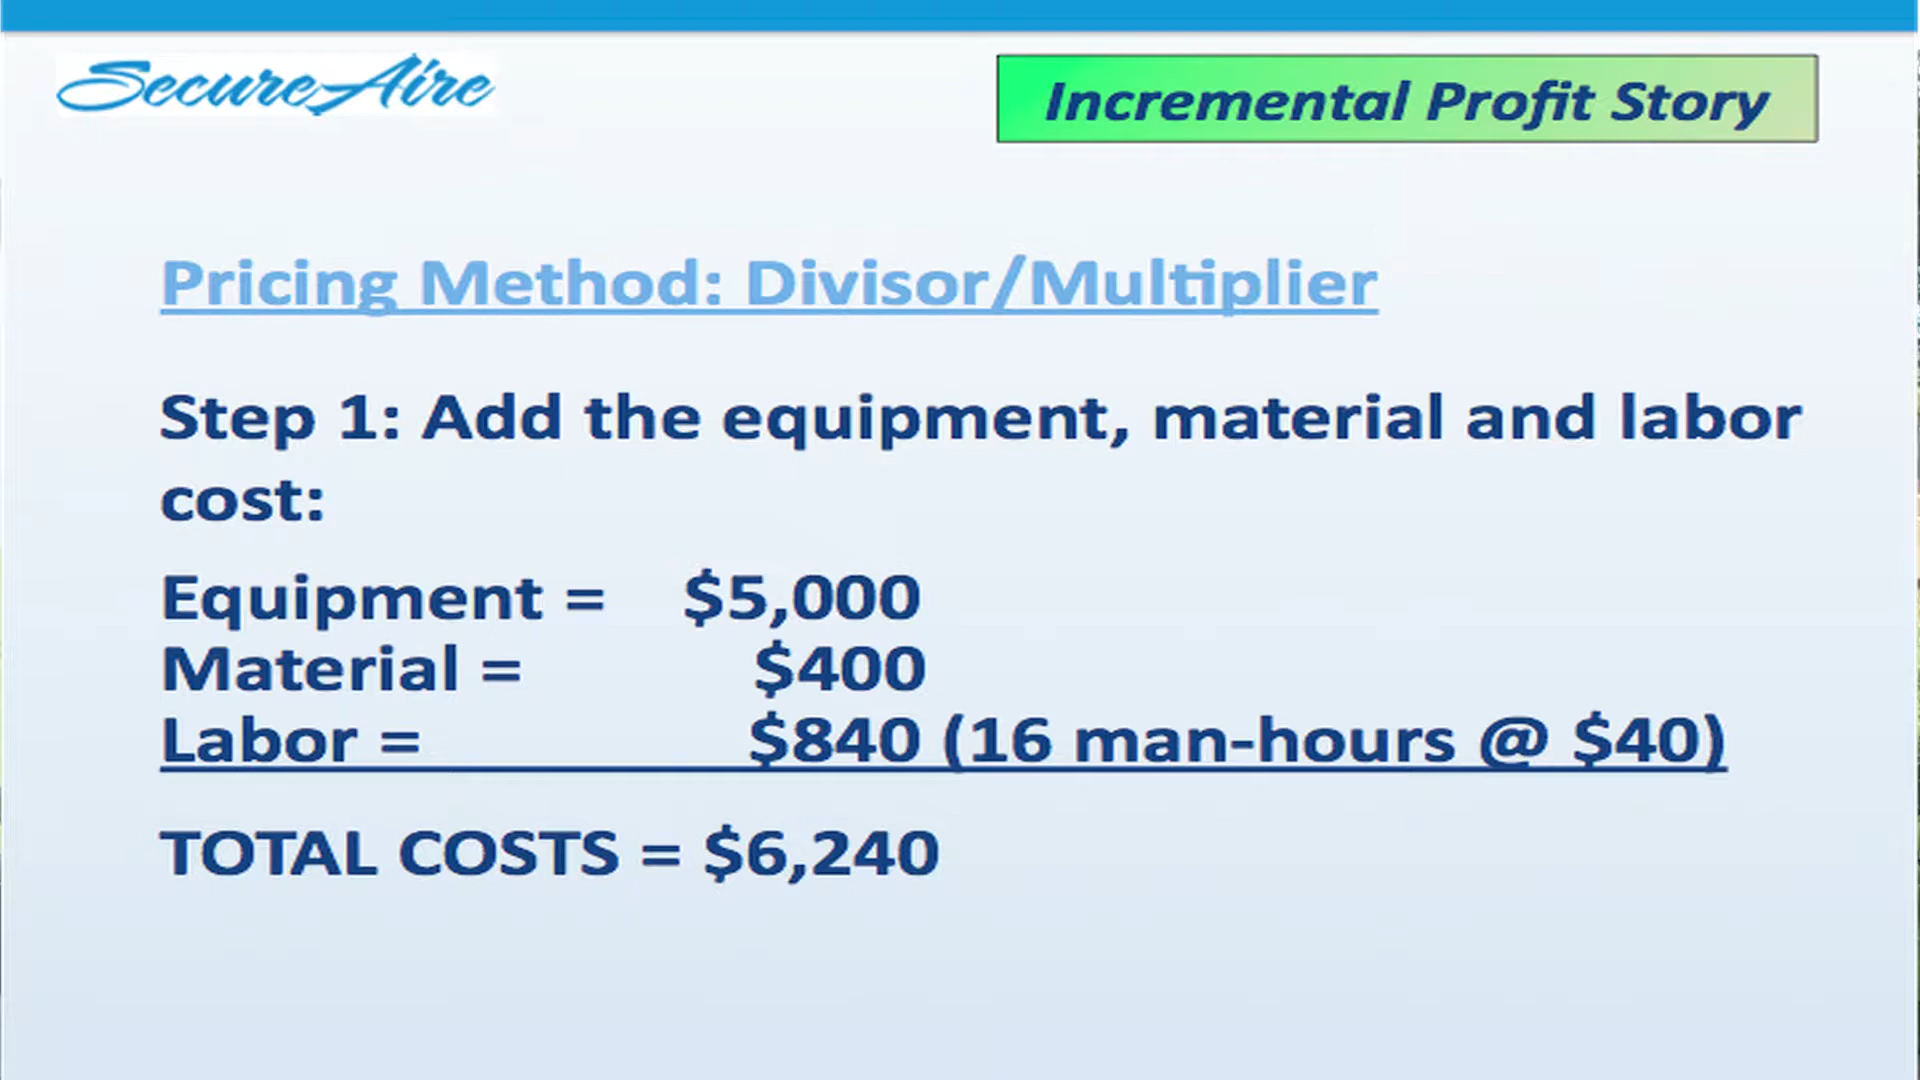 SecureAire
Incremental Profit Story
Pricing Method: Divisor/Multiplier
Step 1: Add the equipment, material and labor
cost:
Equipment = $5,000
Material = $400
Labor = $840 (16 man-hours @ $40)
TOTAL COSTS = $6,240